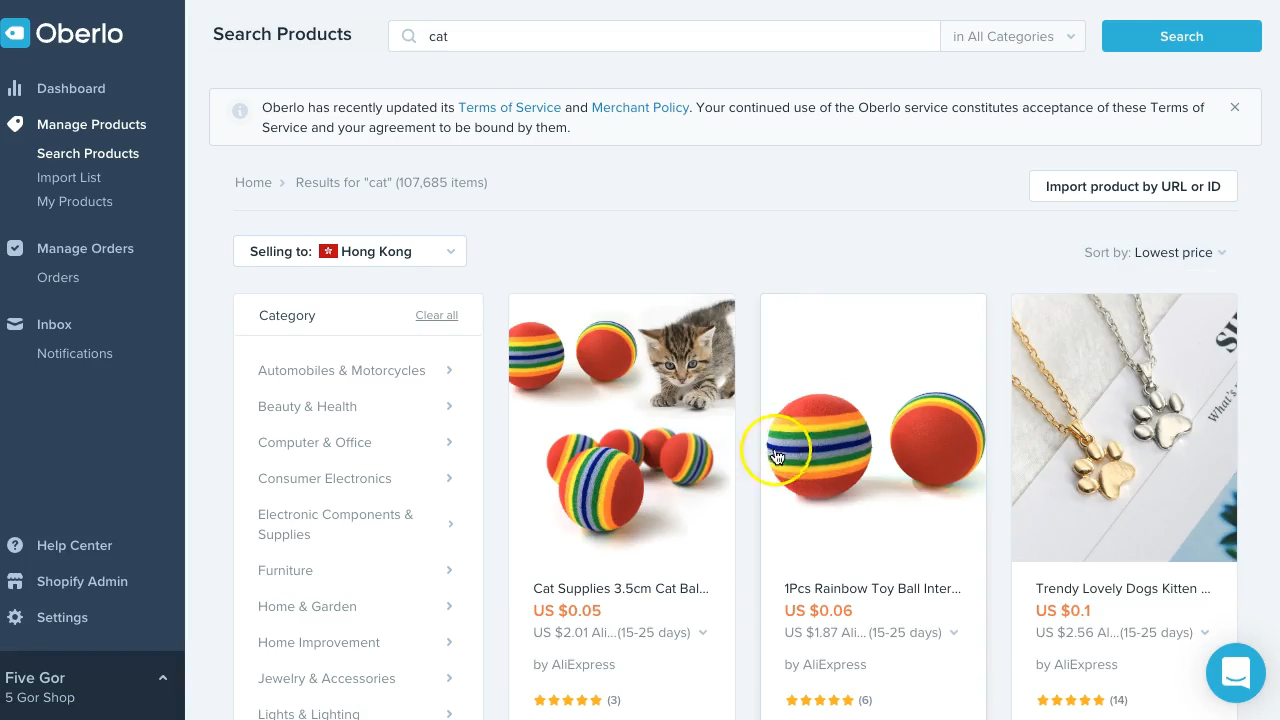 Oberlo
Search Products
cat
in All Categories
Search
Dashboard
Manage Products
Search Products
Import List
My Products
Manage Orders
Orders
Inbox
Notifications
Help Center
Shopify Admin
Settings
Five Gor
5 Gor Shop
Oberlo has recently updated its Terms of Service and Merchant Policy. Your continued use of the Oberlo service constitutes acceptance of these Terms of
Service and your agreement to be bound by them.
Home
Results for "cat" (107,685 items)
Import product by URL or ID
Selling to: Hong Kong
Sort by: Lowest price
Category
Clear all
Automobiles & Motorcycles
Beauty & Health
Computer & Office
Consumer Electronics
Electronic Components &
Supplies
Furniture
Home & Garden
Home Improvement
Jewelry & Accessories
Lights & Lighting
Cat Supplies 3.5cm Cat Bal...
US $0.05
US $2.01 Ali... (15-25 days)
by AliExpress
(3)
1Pcs Rainbow Toy Ball Inter...
US $0.06
US $1.87 Ali... (15-25 days)
by AliExpress
(6)
What's
Trendy Lovely Dogs Kitten ...
US $0.1
US $2.56 Al... (15-25 days)
by AliExpress
(14)